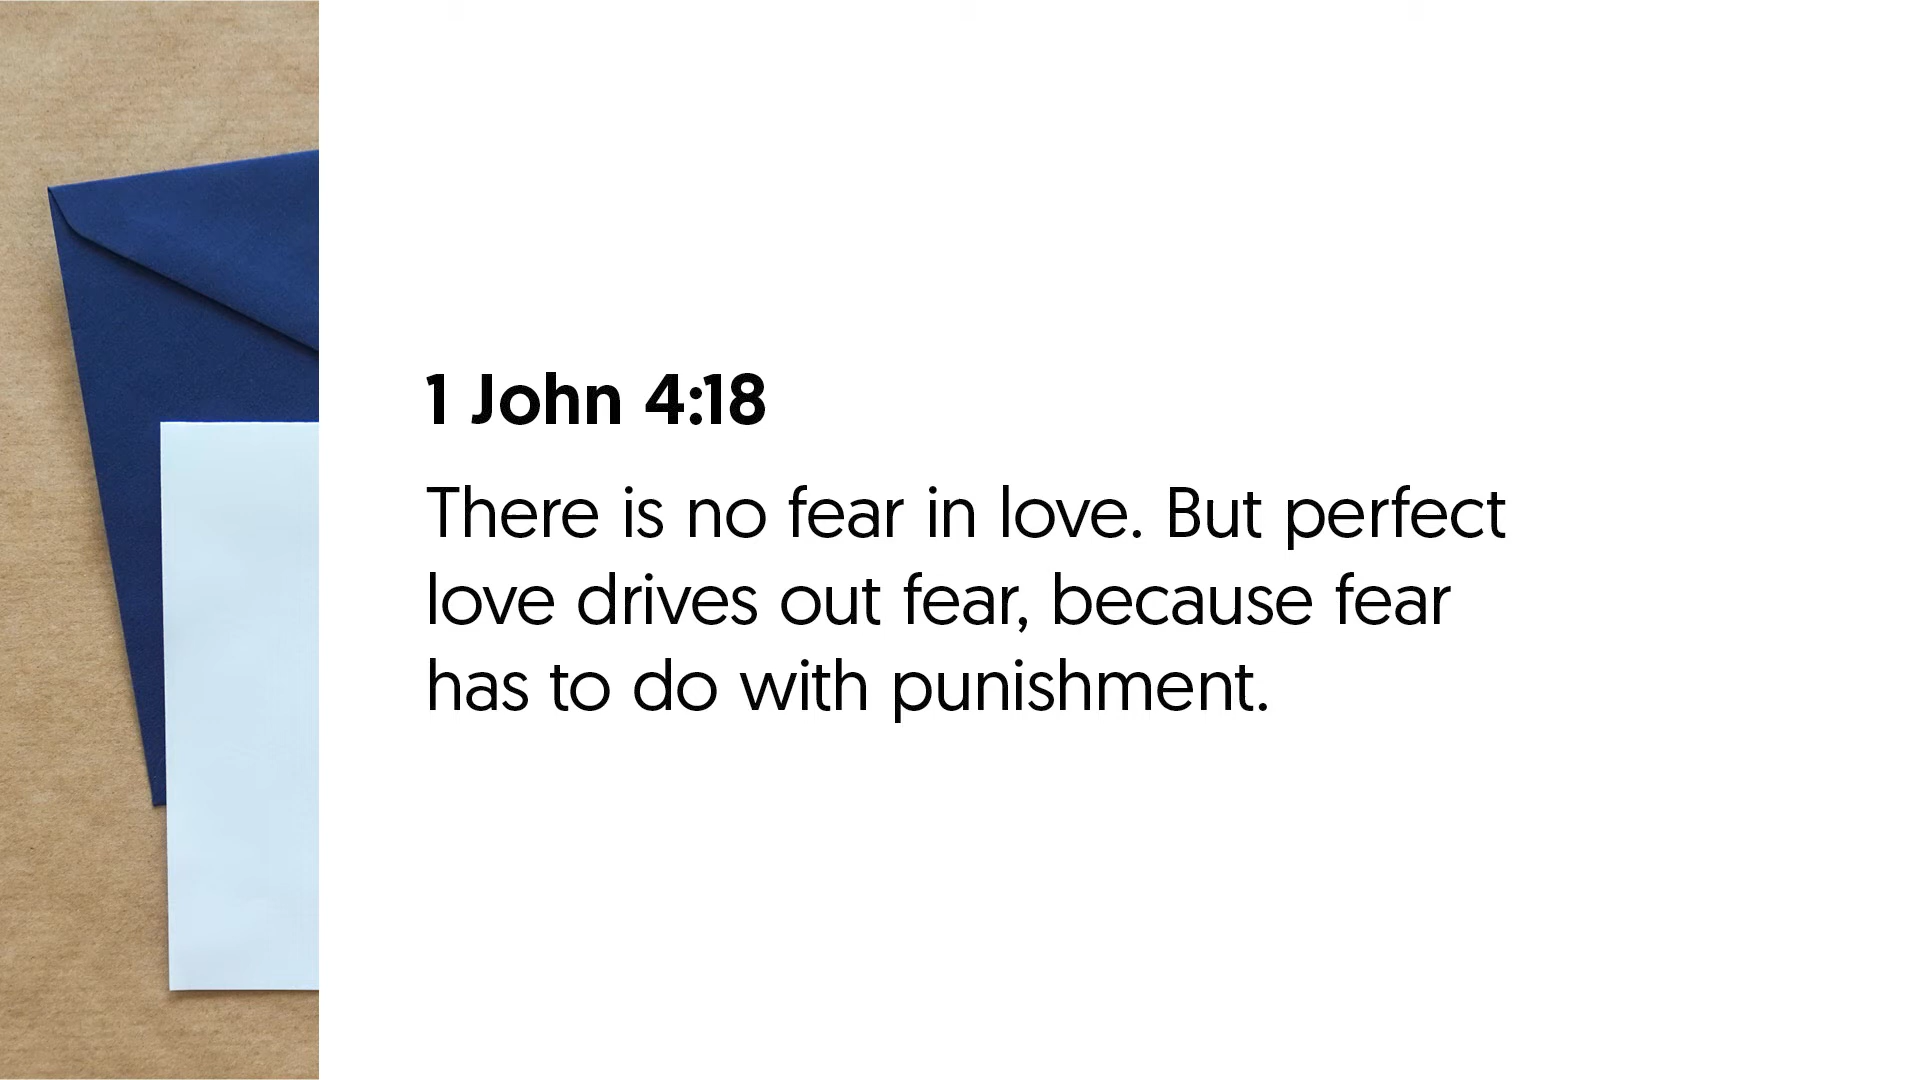 1 John 4:18
There is no fear in love. But perfect
love drives out fear, because fear
has to do with punishment.